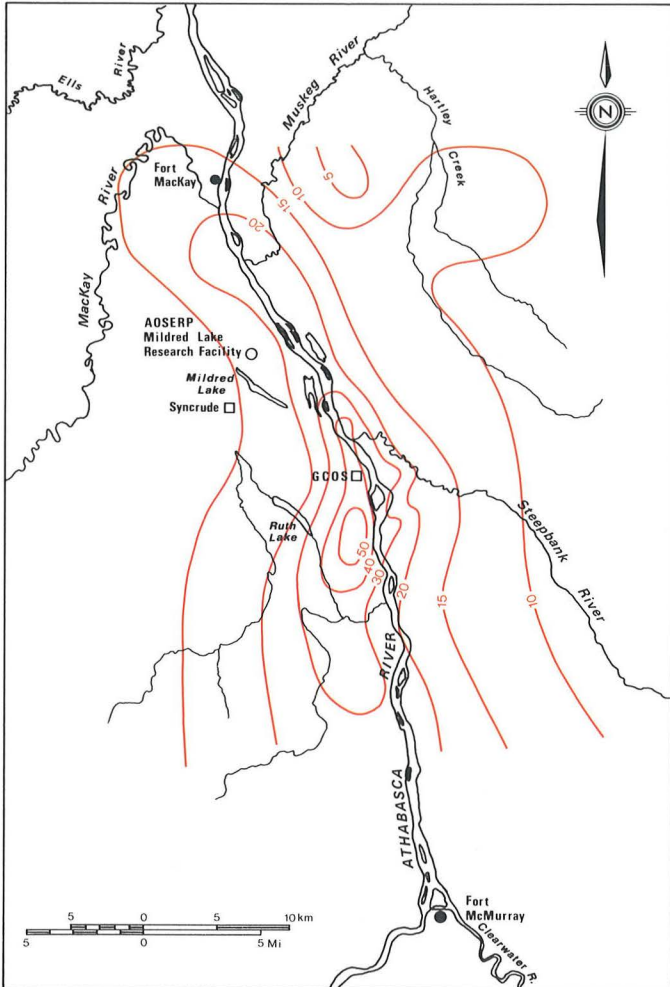 Ells
River
Muskeg River
Hartley
Creek
N
5
10
15
20
Fort
MacKay
MacKay
River
AOSERP
Mildred Lake
Research Facility
Mildred
Lake
Syncrude
GCOS
Ruth
Lake
Steepbank
River
50
40
30
20
15
10
ATHABASCA
RIVER
Fort
McMurray
Clearwater R.
5 0 5 10 km
5 0 5 Mi